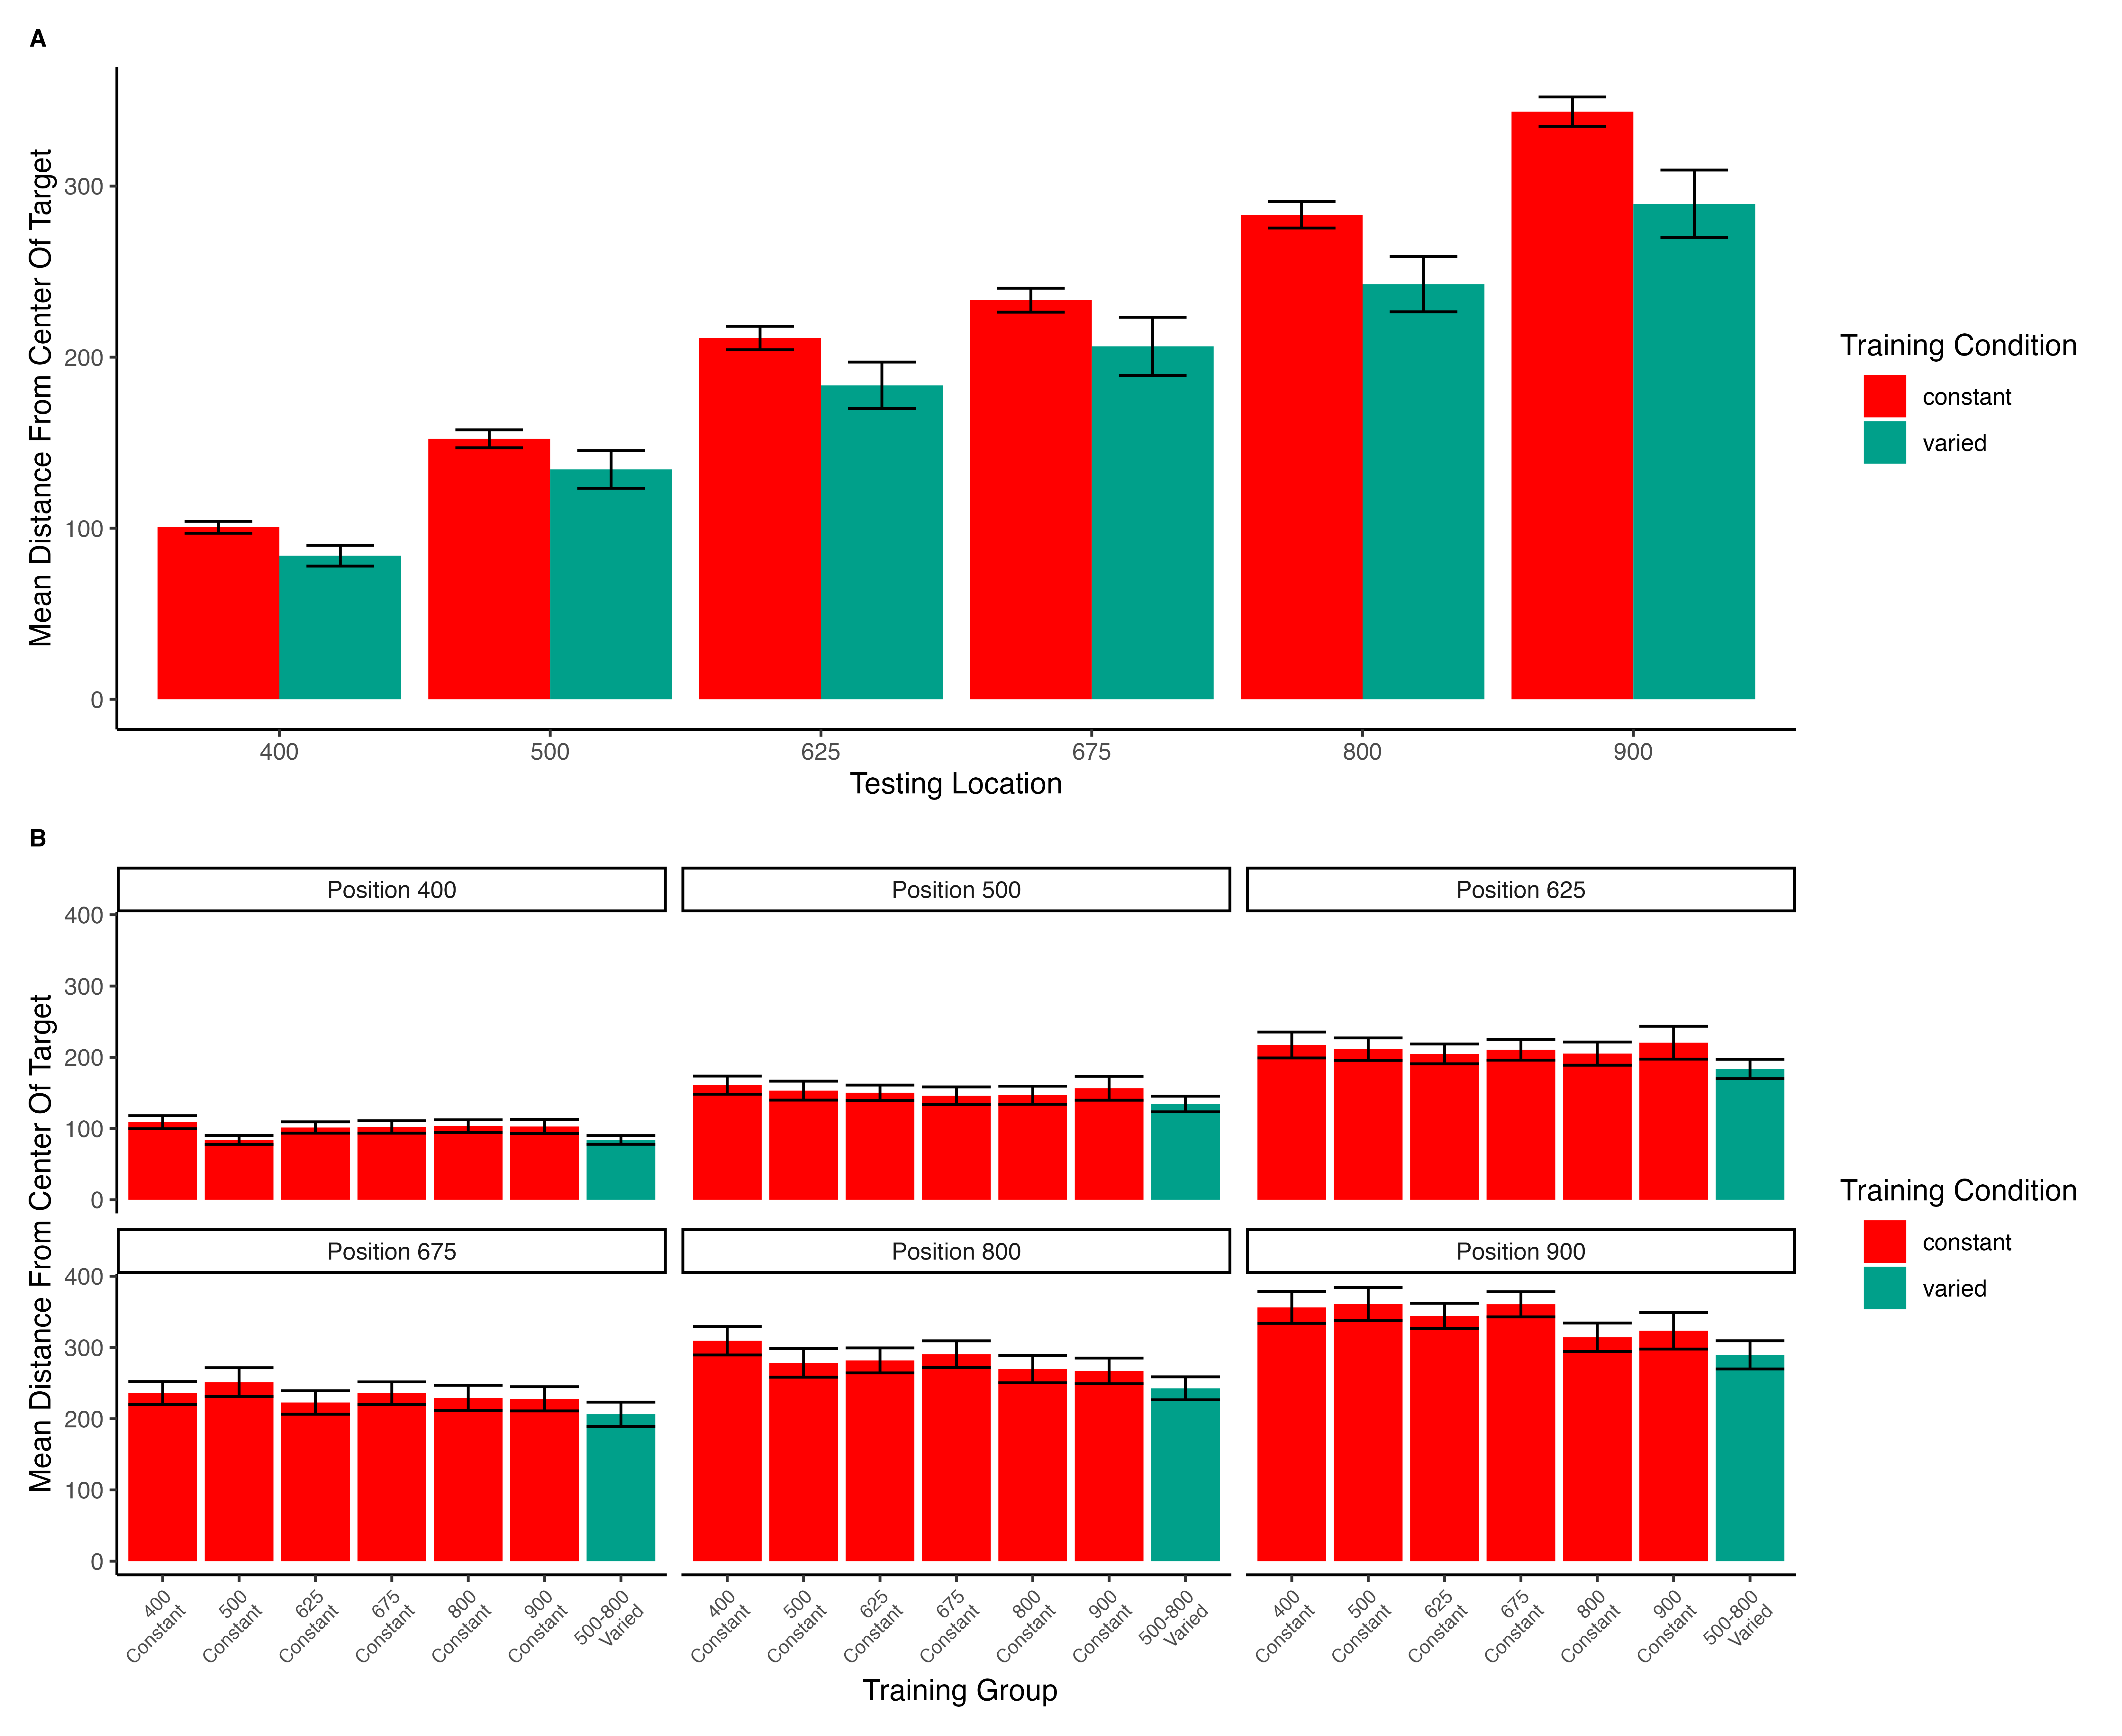 A
Mean Distance From Center Of Target
300
200
100
0
400 500 625 675 800 900
Testing Location
Training Condition
constant
varied
B
Mean Distance From Center Of Target
Position 400 Position 500 Position 625
400
300
200
100
0
Position 675 Position 800 Position 900
400
300
200
100
0
400
Constant
500
Constant
625
Constant
675
Constant
800
Constant
900
Constant
500-800
Varied
400
Constant
500
Constant
625
Constant
675
Constant
800
Constant
900
Constant
500-800
Varied
400
Constant
500
Constant
625
Constant
675
Constant
800
Constant
900
Constant
500-800
Varied
Training Group
Training Condition
constant
varied